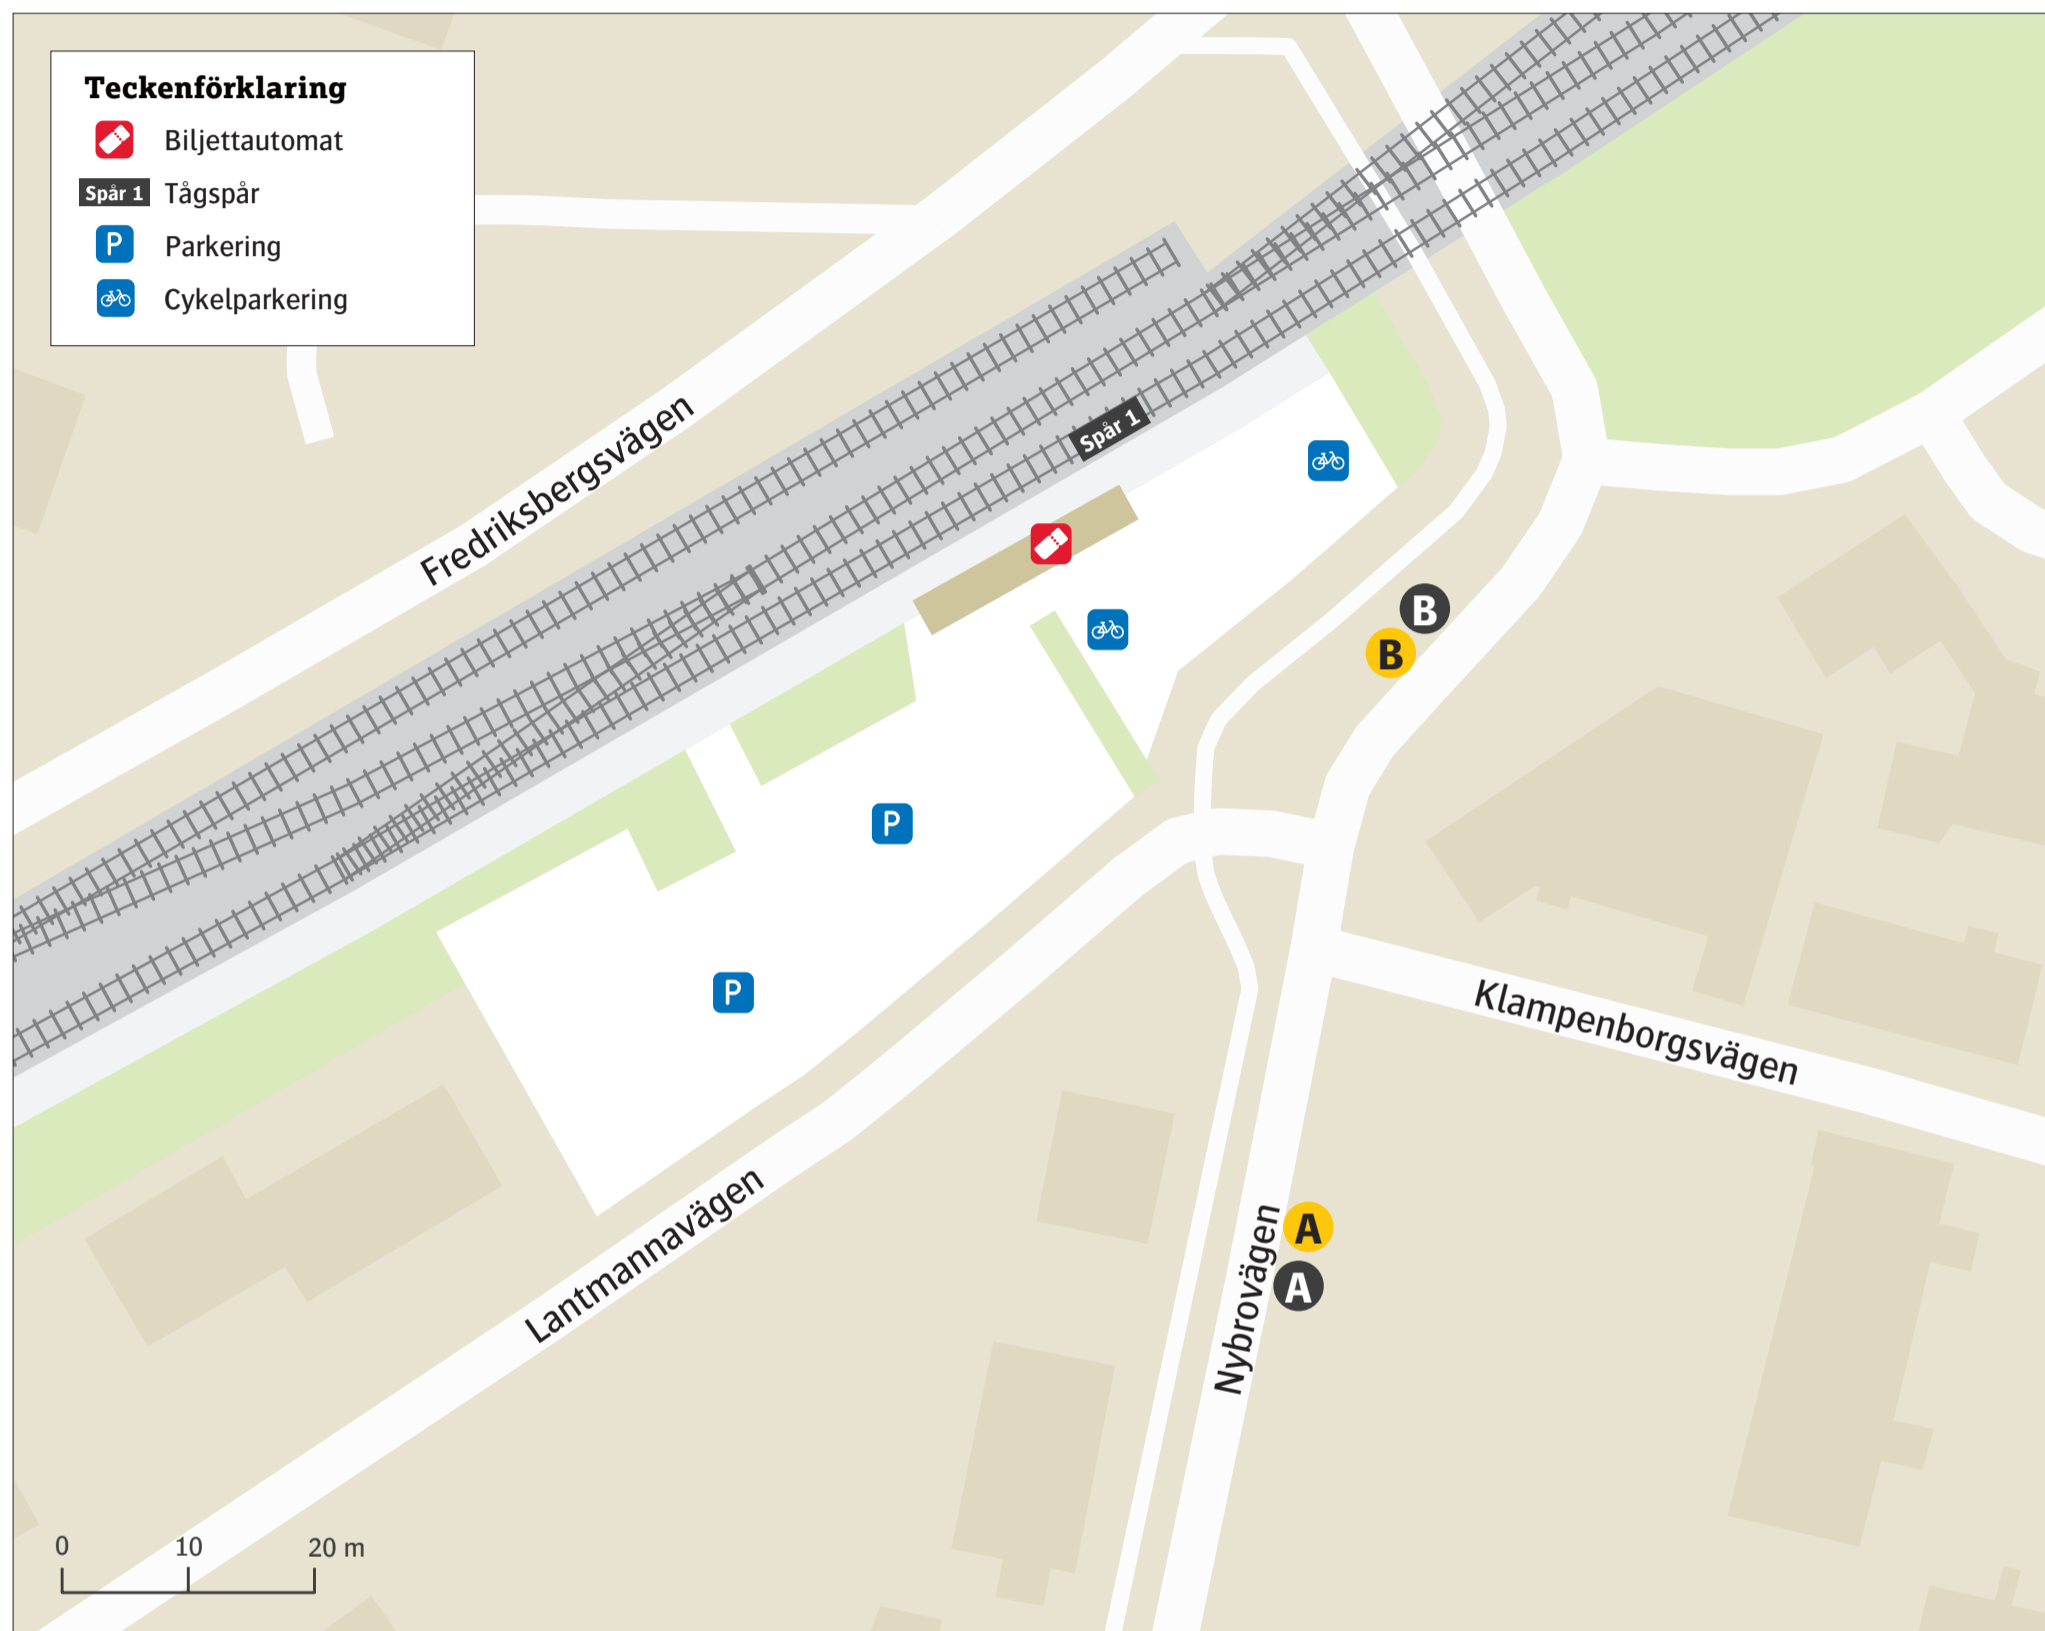 Teckenförklaring
Biljettautomat
Spår 1 Tågspår
P Parkering
Cykelparkering
Fredriksbergsvägen
Spår 1
B
B
P
P
Klampenborgsvägen
Lantmannavägen
Nybrovägen
A
A
0 10 20 m